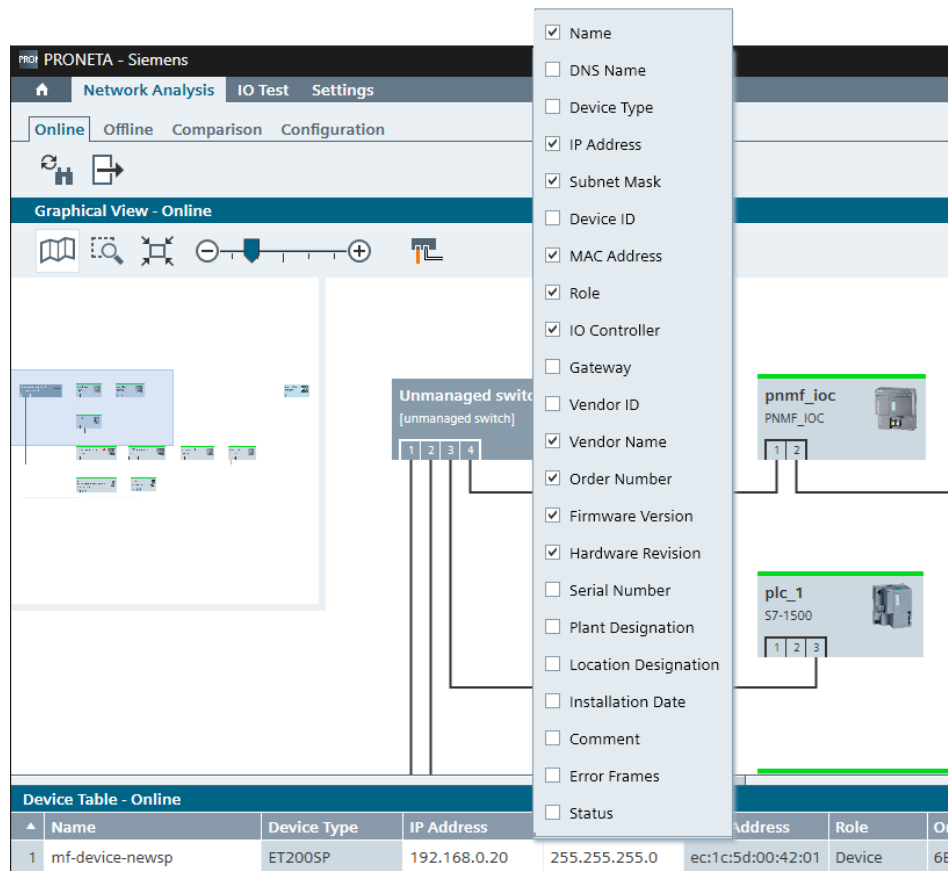 PRONETA - Siemens
Network Analysis IO Test Settings
Online Offline Comparison Configuration
Graphical View - Online
Name
DNS Name
Device Type
IP Address
Subnet Mask
Device ID
MAC Address
Role
IO Controller
Gateway
Vendor ID
Vendor Name
Order Number
Firmware Version
Hardware Revision
Serial Number
Plant Designation
Location Designation
Installation Date
Comment
Error Frames
Status
Unmanaged switc
[unmanaged switch]
1 2 3 4
pnmf_ioc
PNMF_IOC
1 2
plc_1
S7-1500
1 2 3
Device Table - Online
Name Device Type IP Address Address Role
1 mf-device-newsp ET200SP 192.168.0.20 255.255.255.0 ec:1c:5d:00:42:01 Device